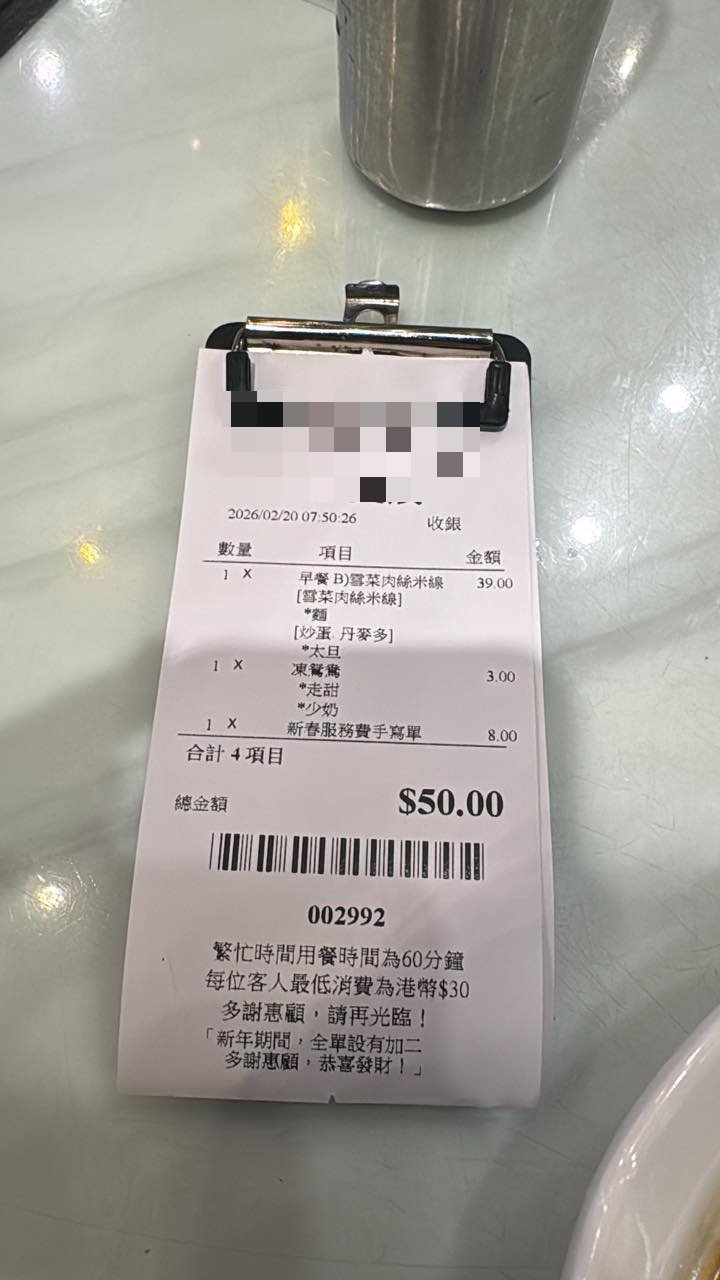 2026/02/20 07:50:26 收銀
數量 項目 金額
1 X 早餐 B)雪菜肉絲米線 39.00
[雪菜肉絲米線]
*麵
[炒蛋. 丹麥多]
*太旦
1 X 凍鴛鴦 3.00
*走甜
*少奶
1 X 新春服務費手寫單 8.00
合計 4 項目
總金額 $50.00
002992
繁忙時間用餐時間為60分鐘
每位客人最低消費為港幣$30
多謝惠顧，請再光臨！
「新年期間，全單設有加二
多謝惠顧，恭喜發財！」